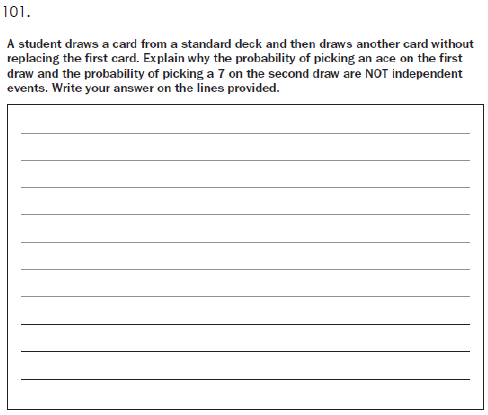 101.
A student draws a card from a standard deck and then draws another card without
replacing the first card. Explain why the probability of picking an ace on the first
draw and the probability of picking a 7 on the second draw are NOT independent
events. Write your answer on the lines provided.